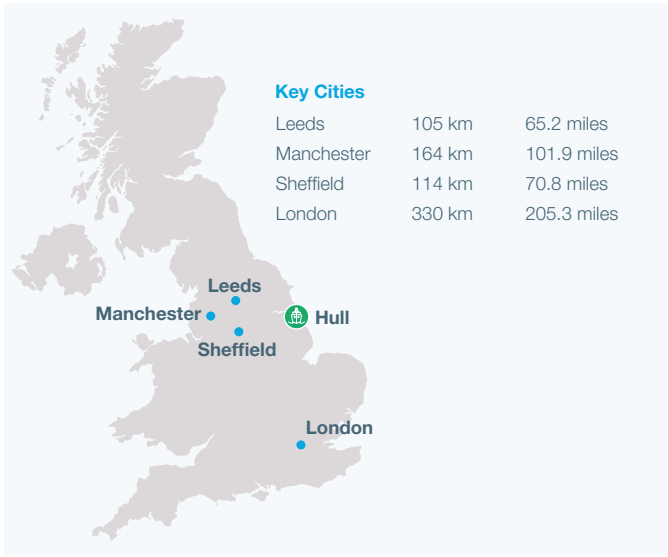 Key Cities
Leeds 105 km 65.2 miles
Manchester 164 km 101.9 miles
Sheffield 114 km 70.8 miles
London 330 km 205.3 miles
Leeds
Manchester
Hull
Sheffield
London